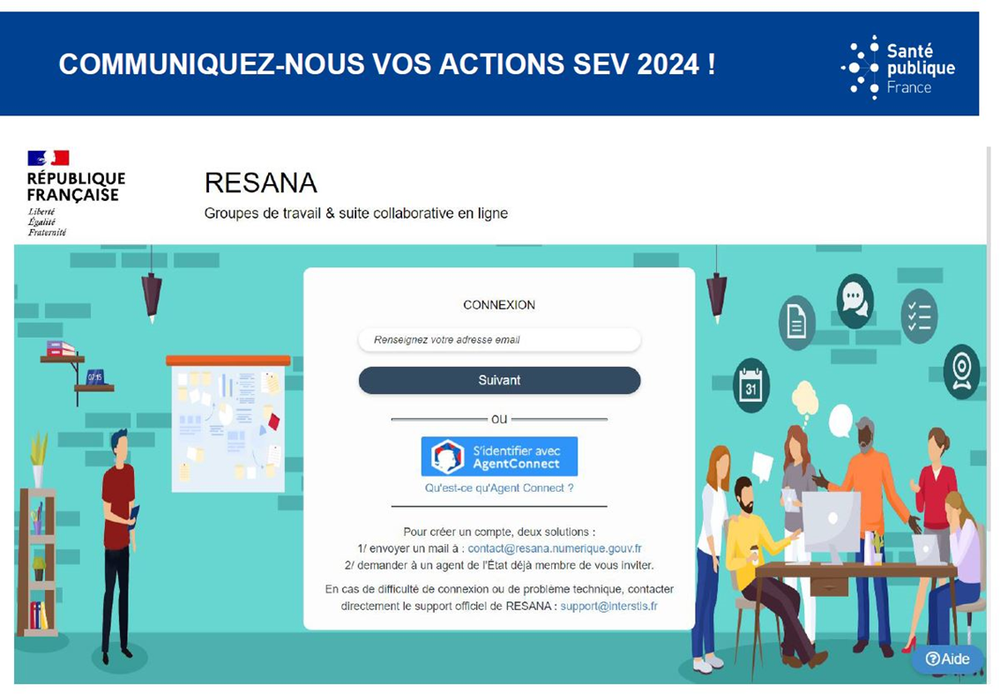 COMMUNIQUEZ-NOUS VOS ACTIONS SEV 2024 !
Santé
publique
France
RÉPUBLIQUE
FRANÇAISE
Liberté
Égalité
Fraternité
RESANA
Groupes de travail & suite collaborative en ligne
CONNEXION
Renseignez votre adresse email
Suivant
OU
S'identifier avec
AgentConnect
Qu'est-ce qu'Agent Connect ?
Pour créer un compte, deux solutions :
1/ envoyer un mail à : contact@resana.numerique.gouv.fr
2/ demander à un agent de l'État déjà membre de vous inviter.
En cas de difficulté de connexion ou de problème technique, contacter
directement le support officiel de RESANA : support@interstis.fr
07:15
31
Aide